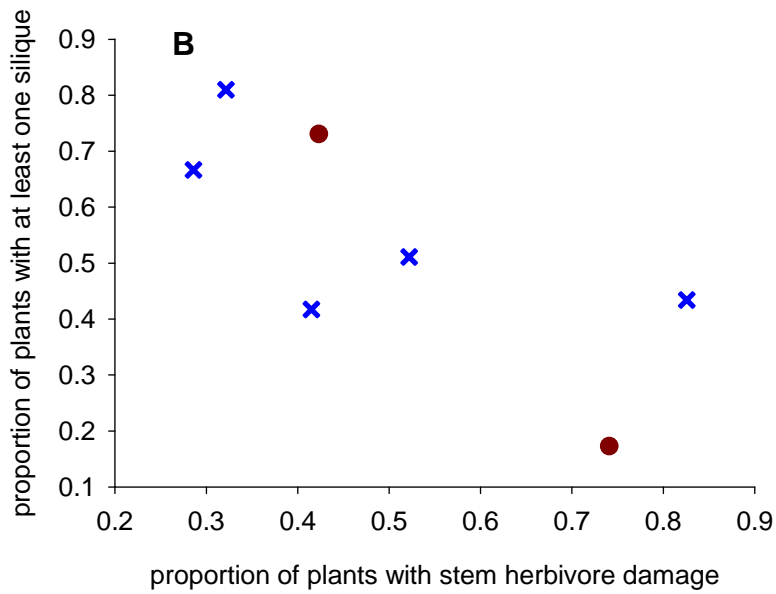 B
proportion of plants with at least one silique
0.9
0.8
0.7
0.6
0.5
0.4
0.3
0.2
0.1
0.2 0.3 0.4 0.5 0.6 0.7 0.8 0.9
proportion of plants with stem herbivore damage